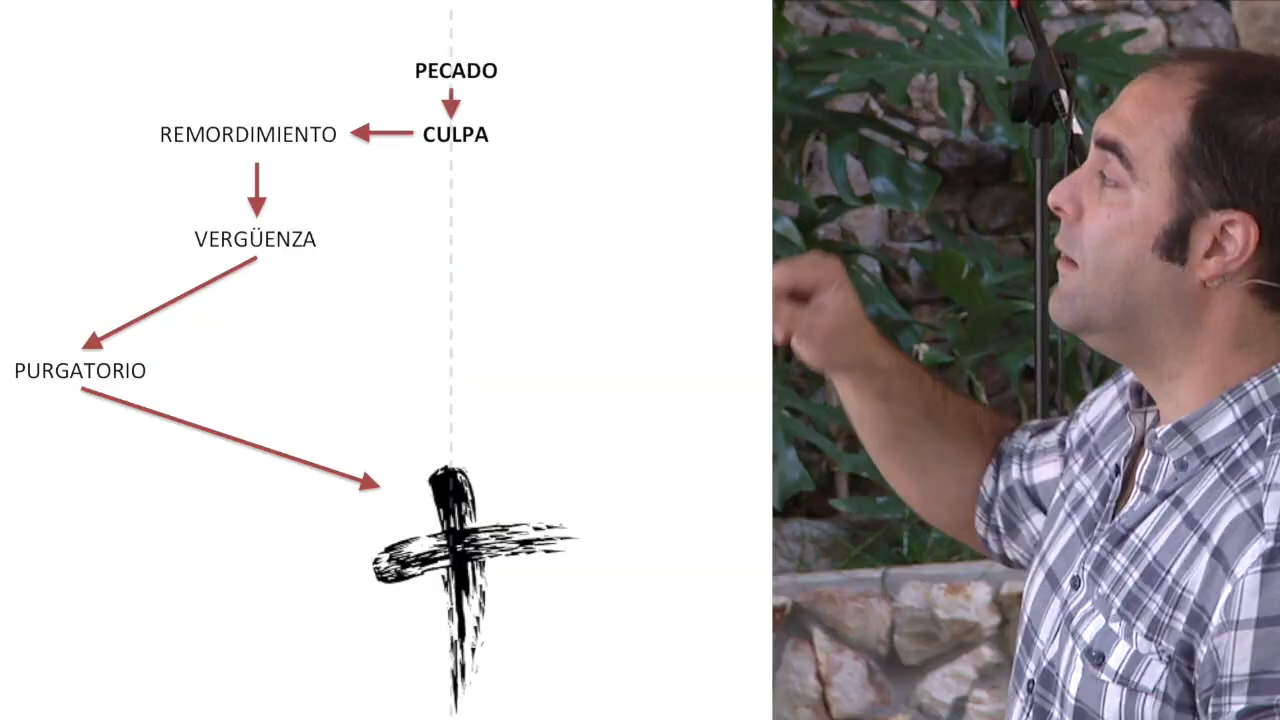 PECADO
REMORDIMIENTO
CULPA
VERGÜENZA
PURGATORIO